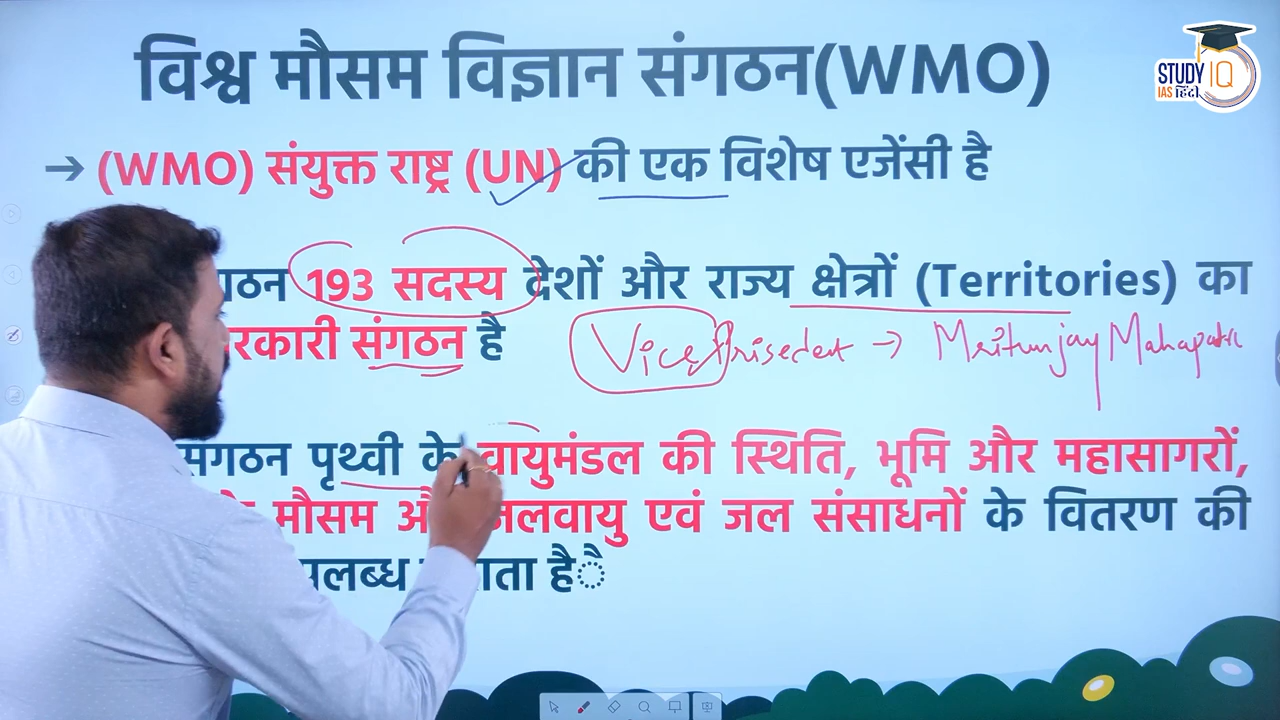 विश्व मौसम विज्ञान संगठन(WMO)
STUDY IQ
IAS हिंदी
→ (WMO) संयुक्त राष्ट्र (UN) की एक विशेष एजेंसी है
193 सदस्य देशों और राज्य क्षेत्रों (Territories) का
संगठन है
Vice Prisedent → Mritunjay Mahapatra
पृथ्वी के वायुमंडल की स्थिति, भूमि और महासागरों,
मौसम और जलवायु एवं जल संसाधनों के वितरण की
है